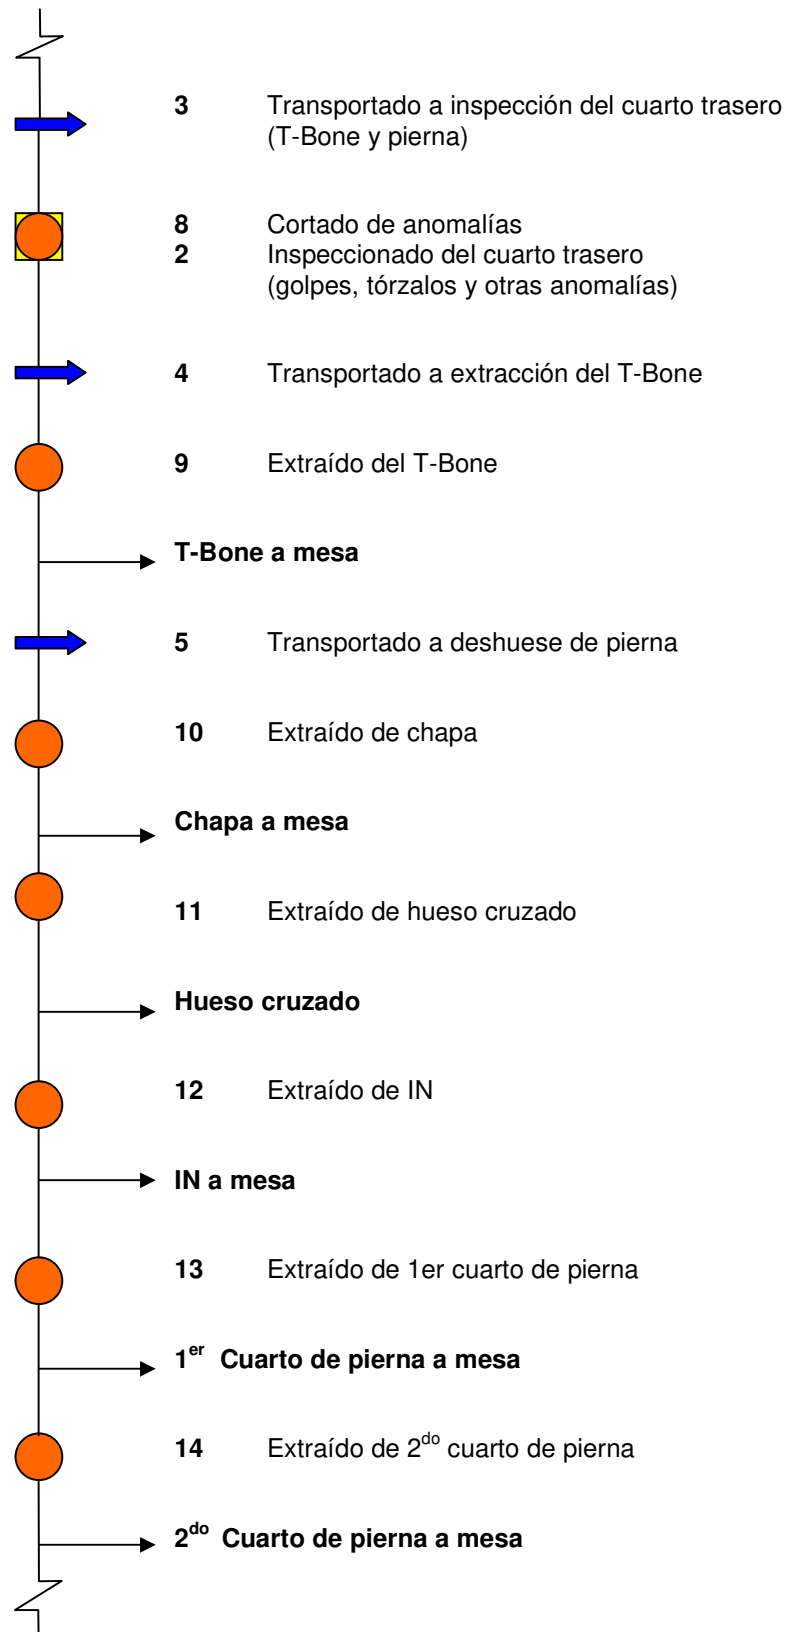 3 Transportado a inspección del cuarto trasero
(T-Bone y pierna)
8 Cortado de anomalías
2 Inspeccionado del cuarto trasero
(golpes, tórzalos y otras anomalías)
4 Transportado a extracción del T-Bone
9 Extraído del T-Bone
T-Bone a mesa
5 Transportado a deshuese de pierna
10 Extraído de chapa
Chapa a mesa
11 Extraído de hueso cruzado
Hueso cruzado
12 Extraído de IN
IN a mesa
13 Extraído de 1er cuarto de pierna
1er Cuarto de pierna a mesa
14 Extraído de 2do cuarto de pierna
2do Cuarto de pierna a mesa